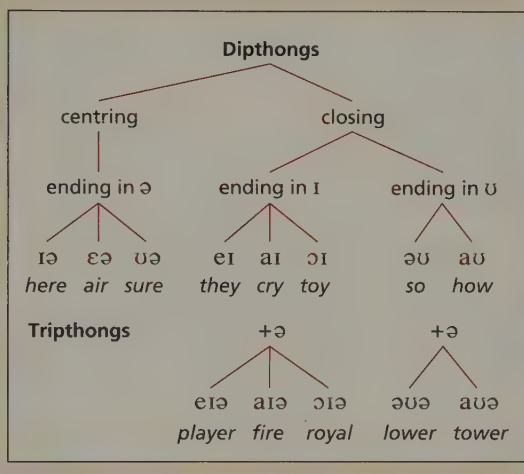 Dipthongs
centring closing
ending in ə ending in ɪ ending in ʊ
ɪə ɛə ʊə eɪ aɪ ɔɪ əʊ aʊ
here air sure they cry toy so how
Tripthongs +ə +ə
eɪə aɪə ɔɪə əʊə aʊə
player fire royal lower tower